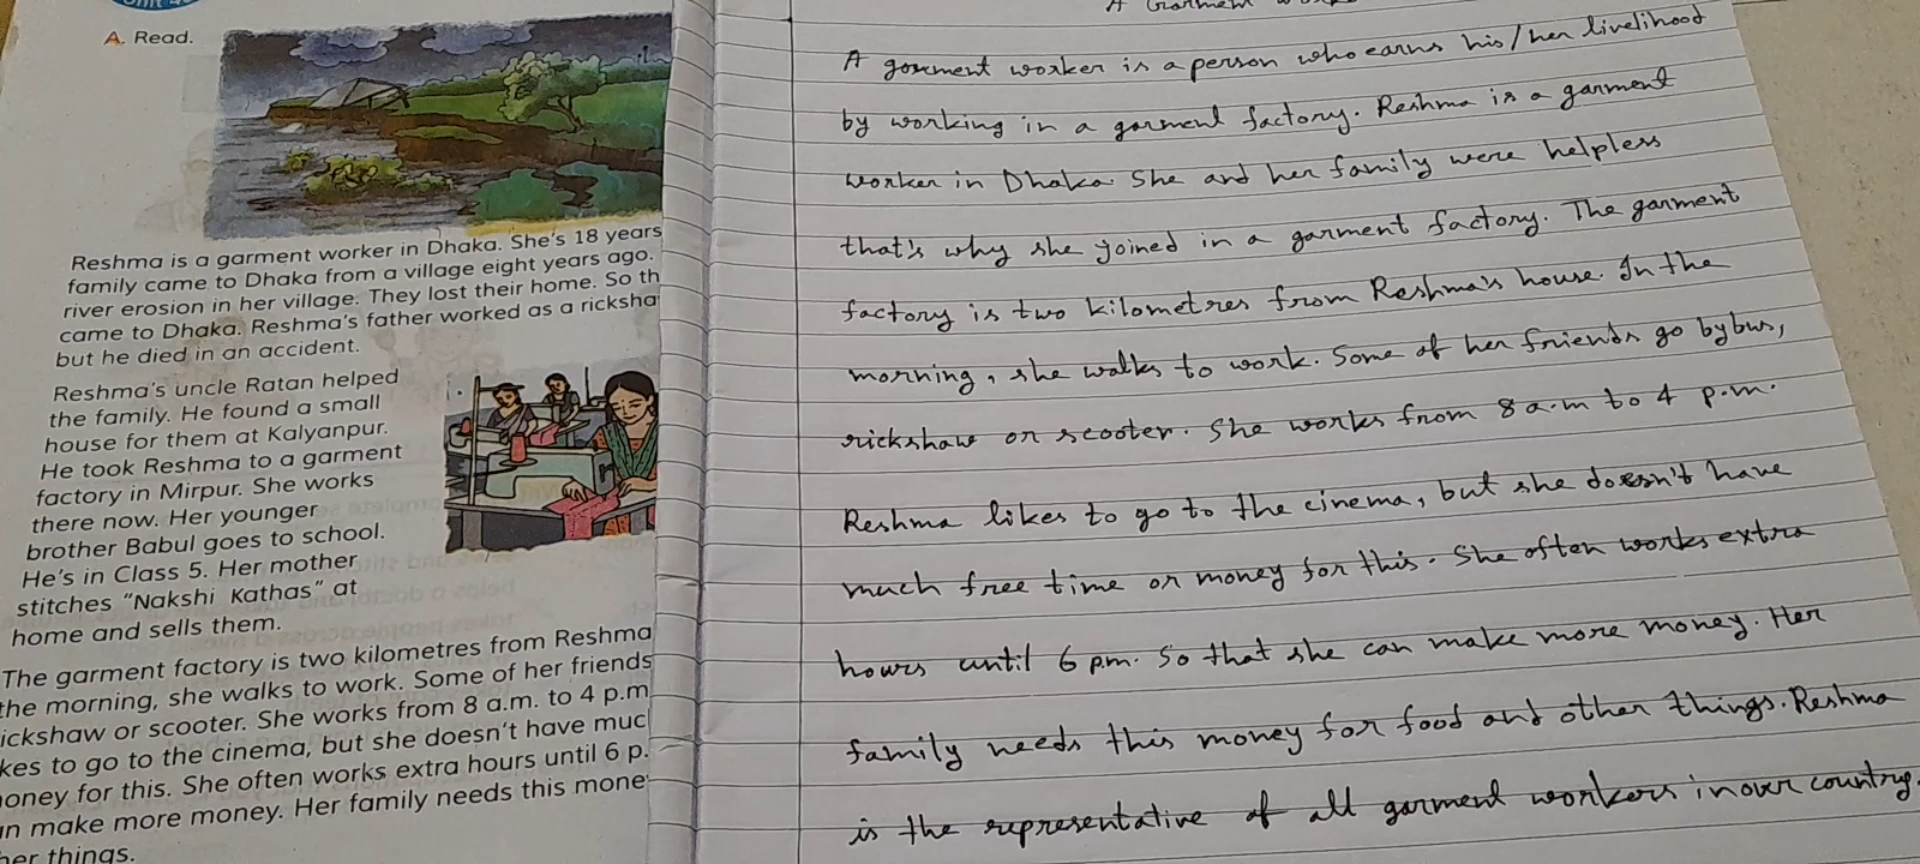 A. Read.
Reshma is a garment worker in Dhaka. She's 18 years
family came to Dhaka from a village eight years ago.
river erosion in her village. They lost their home. So th
came to Dhaka. Reshma's father worked as a ricksha
but he died in an accident.
Reshma's uncle Ratan helped
the family. He found a small
house for them at Kalyanpur.
He took Reshma to a garment
factory in Mirpur. She works
there now. Her younger
brother Babul goes to school.
He's in Class 5. Her mother
stitches "Nakshi Kathas" at
home and sells them.
The garment factory is two kilometres from Reshma
the morning, she walks to work. Some of her friends
ickshaw or scooter. She works from 8 a.m. to 4 p.m
kes to go to the cinema, but she doesn't have muc
oney for this. She often works extra hours until 6 p.
an make more money. Her family needs this mone
her things.
A Garment
A gorment worker is a person who earns his/her livelihood
by working in a garment factory. Reshma is a garment
worker in Dhaka. She and her family were helpless
that's why she joined in a garment factory. The garment
factory is two kilometres from Reshma's house. In the
morning, she walks to work. Some of her friends go by bus,
rickshaw or scooter. She works from 8 a.m to 4 p.m.
Reshma likes to go to the cinema, but she doesn't have
much free time or money for this. She often works extra
hours until 6 p.m. So that she can make more money. Her
family needs this money for food and other things. Reshma
is the representative of all garment workers in our country.